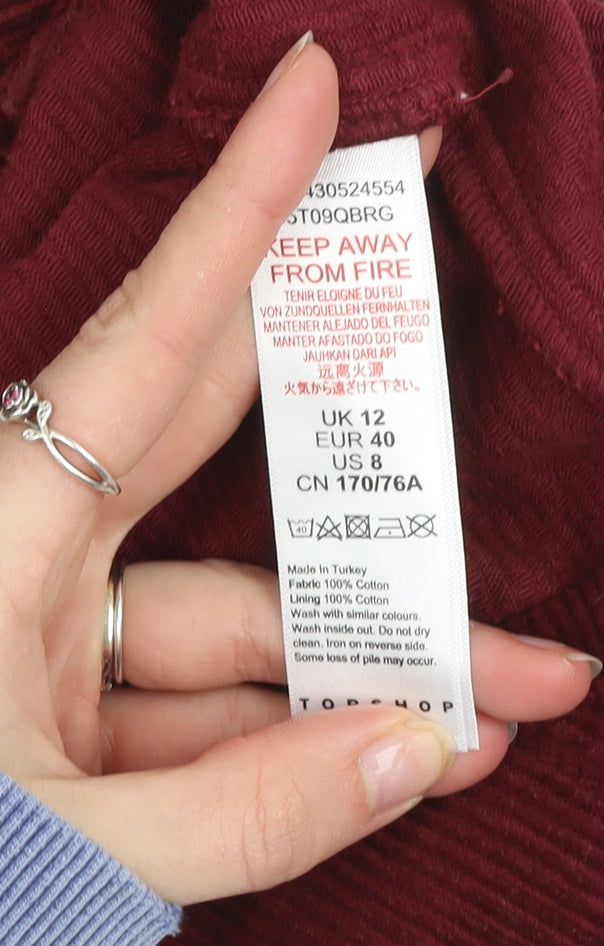 430524554
5T09QBRG
KEEP AWAY
FROM FIRE
TENIR ELOIGNE DU FEU
VON ZUNDQUELLEN FERNHALTEN
MANTENER ALEJADO DEL FEUGO
MANTER AFASTADO DO FOGO
JAUHKAN DARI API
远离火源
火気から遠ざけて下さい。
UK 12
EUR 40
US 8
CN 170/76A
40
Made In Turkey
Fabric 100% Cotton
Lining 100% Cotton
Wash with similar colours.
Wash inside out. Do not dry
clean. Iron on reverse side.
Some loss of pile may occur.
TOPSHOP